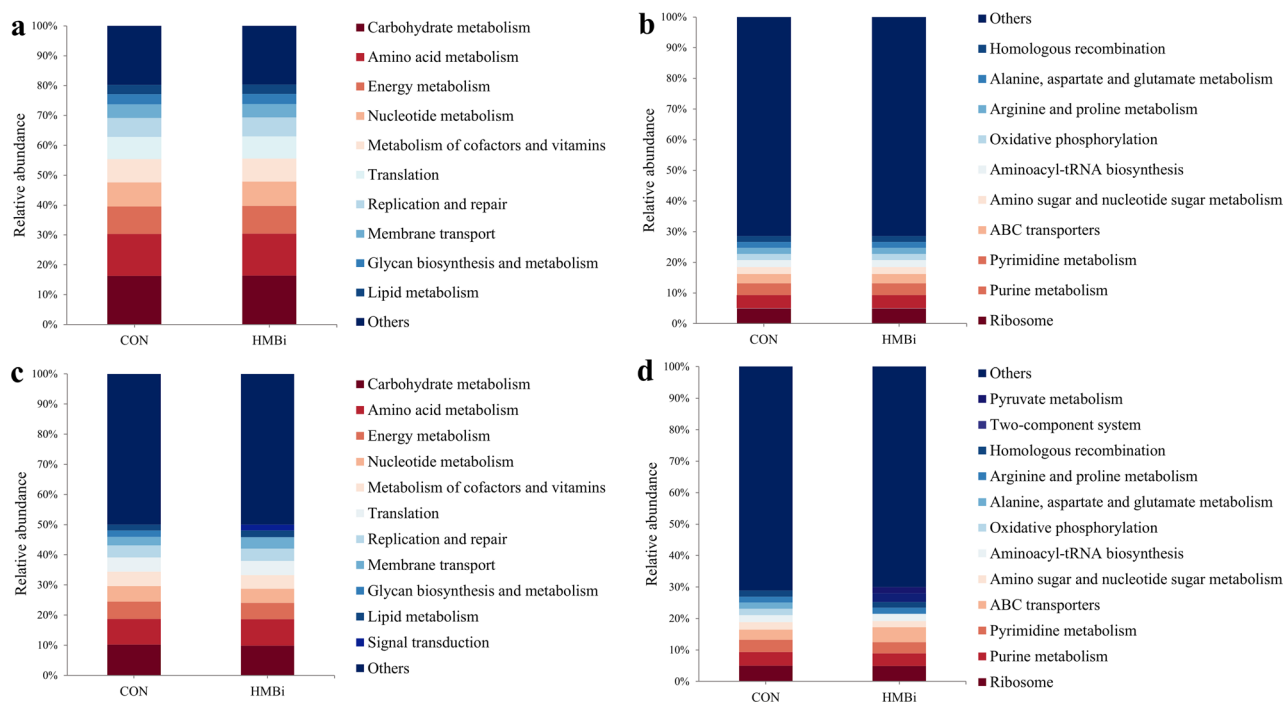 a
Relative abundance
100%
90%
80%
70%
60%
50%
40%
30%
20%
10%
0%
CON
HMBi
Carbohydrate metabolism
Amino acid metabolism
Energy metabolism
Nucleotide metabolism
Metabolism of cofactors and vitamins
Translation
Replication and repair
Membrane transport
Glycan biosynthesis and metabolism
Lipid metabolism
Others
b
Relative abundance
100%
90%
80%
70%
60%
50%
40%
30%
20%
10%
0%
CON
HMBi
Others
Homologous recombination
Alanine, aspartate and glutamate metabolism
Arginine and proline metabolism
Oxidative phosphorylation
Aminoacyl-tRNA biosynthesis
Amino sugar and nucleotide sugar metabolism
ABC transporters
Pyrimidine metabolism
Purine metabolism
Ribosome
c
Relative abundance
100%
90%
80%
70%
60%
50%
40%
30%
20%
10%
0%
CON
HMBi
Carbohydrate metabolism
Amino acid metabolism
Energy metabolism
Nucleotide metabolism
Metabolism of cofactors and vitamins
Translation
Replication and repair
Membrane transport
Glycan biosynthesis and metabolism
Lipid metabolism
Signal transduction
Others
d
Relative abundance
100%
90%
80%
70%
60%
50%
40%
30%
20%
10%
0%
CON
HMBi
Others
Pyruvate metabolism
Two-component system
Homologous recombination
Arginine and proline metabolism
Alanine, aspartate and glutamate metabolism
Oxidative phosphorylation
Aminoacyl-tRNA biosynthesis
Amino sugar and nucleotide sugar metabolism
ABC transporters
Pyrimidine metabolism
Purine metabolism
Ribosome